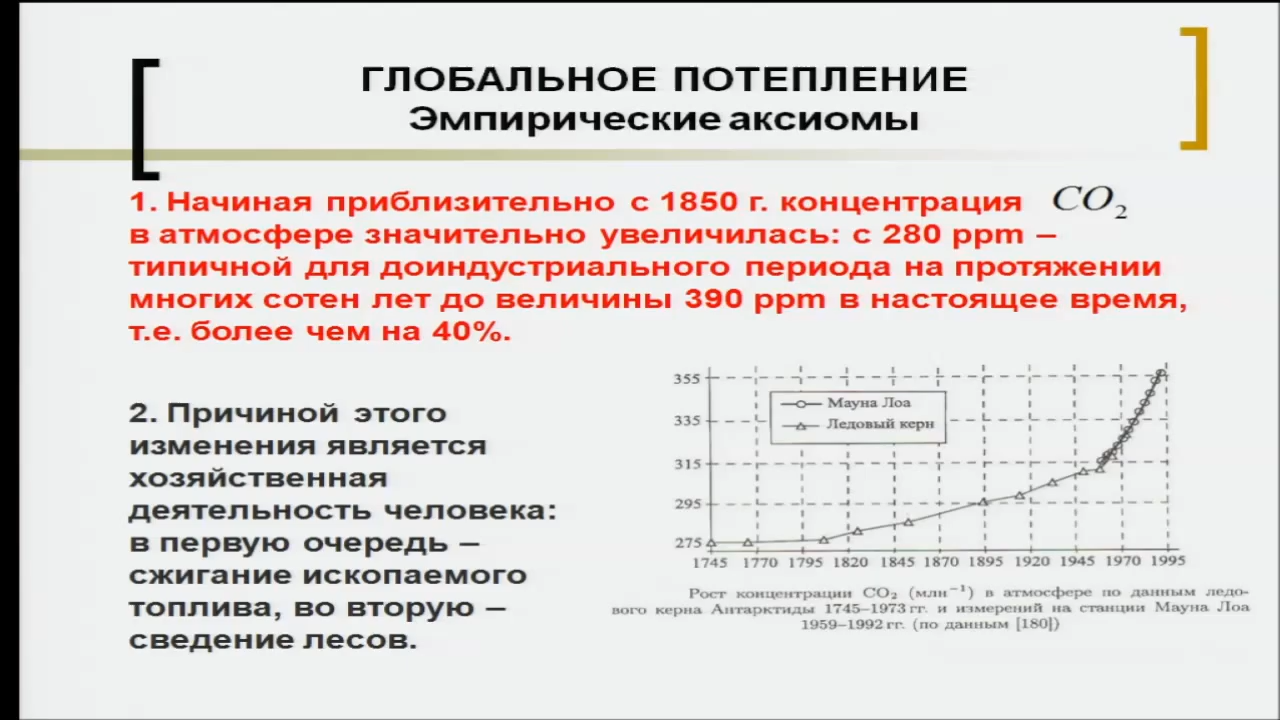 ГЛОБАЛЬНОЕ ПОТЕПЛЕНИЕ
Эмпирические аксиомы
1. Начиная приблизительно с 1850 г. концентрация CO₂
в атмосфере значительно увеличилась: с 280 ppm –
типичной для доиндустриального периода на протяжении
многих сотен лет до величины 390 ppm в настоящее время,
т.е. более чем на 40%.
2. Причиной этого
изменения является
хозяйственная
деятельность человека:
в первую очередь –
сжигание ископаемого
топлива, во вторую –
сведение лесов.
355
335
315
295
275
Мауна Лоа
Ледовый керн
1745 1770 1795 1820 1845 1870 1895 1920 1945 1970 1995
Рост концентрации CO₂ (млн⁻¹) в атмосфере по данным ледо-
вого керна Антарктиды 1745–1973 гг. и измерений на станции Мауна Лоа
1959–1992 гг. (по данным [180])